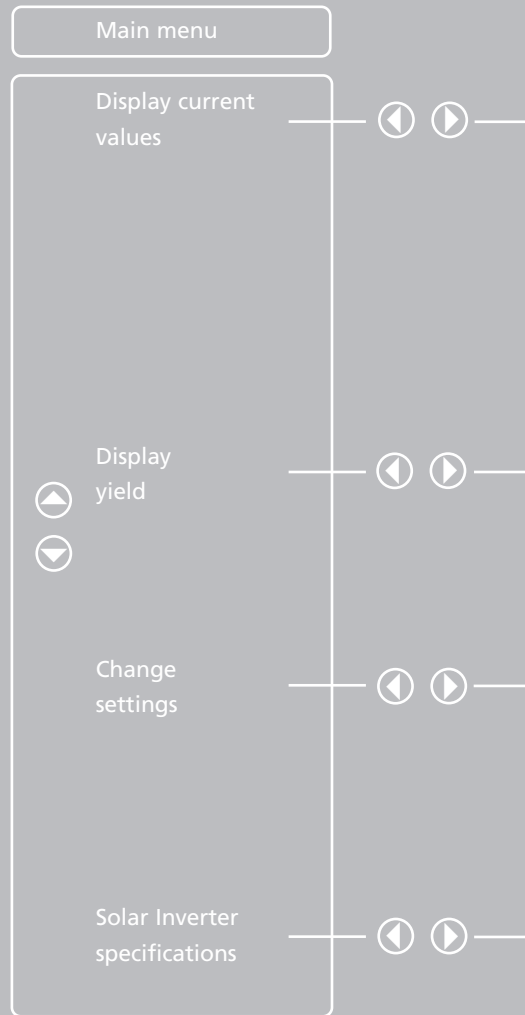 Main menu
Display current
values
Display
yield
Change
settings
Solar Inverter
specifications